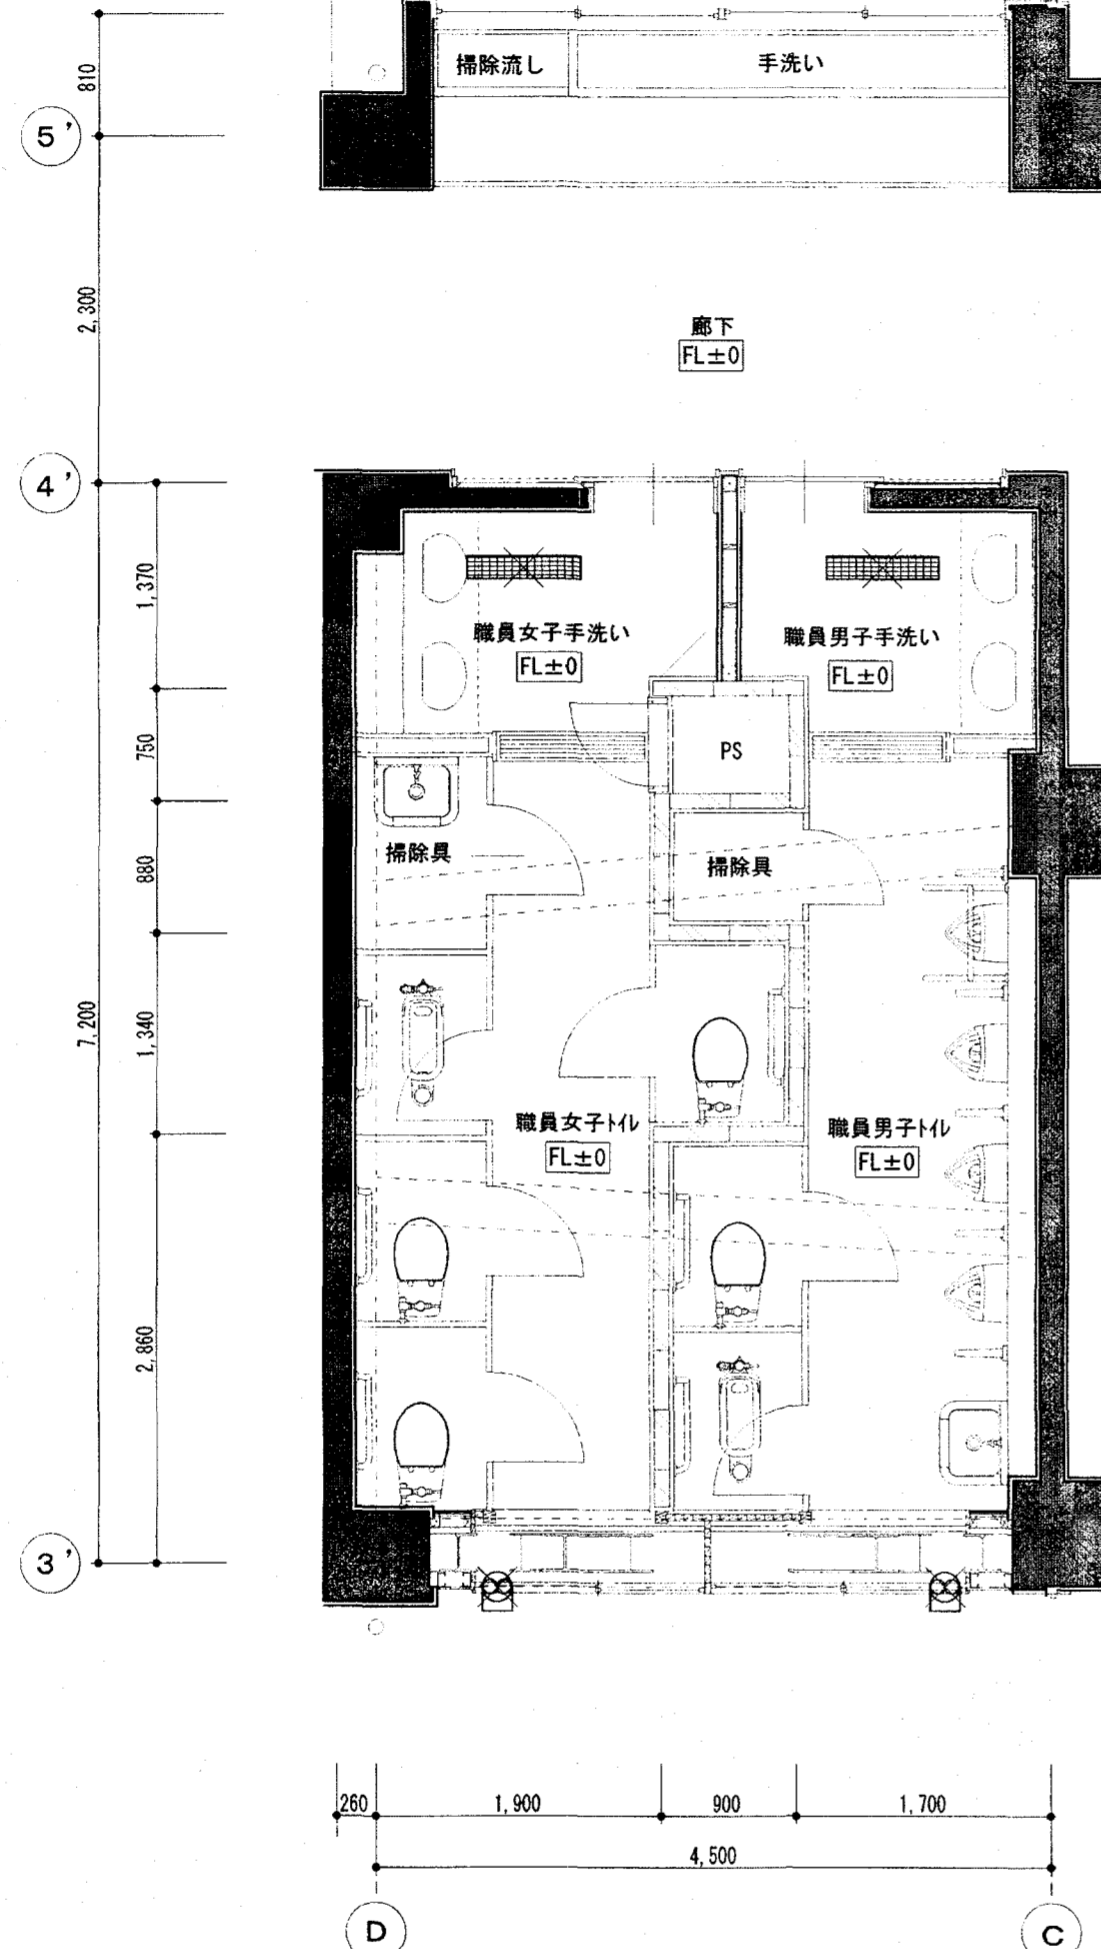 掃除流し
手洗い
810
5'
2,300
廊下
FL±0
4'
1,370
職員女子手洗い
FL±0
職員男子手洗い
FL±0
750
PS
880
掃除具
掃除具
7,200
1,340
職員女子トイレ
FL±0
職員男子トイレ
FL±0
2,860
3'
260
1,900
900
1,700
4,500
D
C